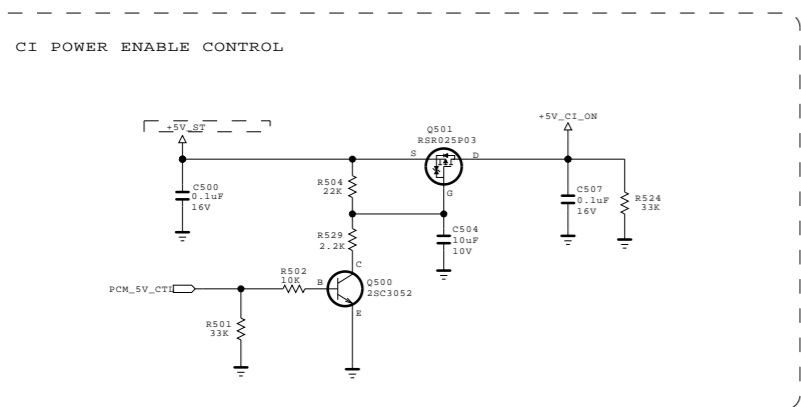 CI POWER ENABLE CONTROL
+5V_ST
+5V_CI_ON
Q501
RSR025P03
S
D
G
C500
0.1uF
16V
R504
22K
C507
0.1uF
16V
R524
33K
R529
2.2K
C504
10uF
10V
PCM_5V_CTL
R502
10K
B
C
E
Q500
2SC3052
R501
33K